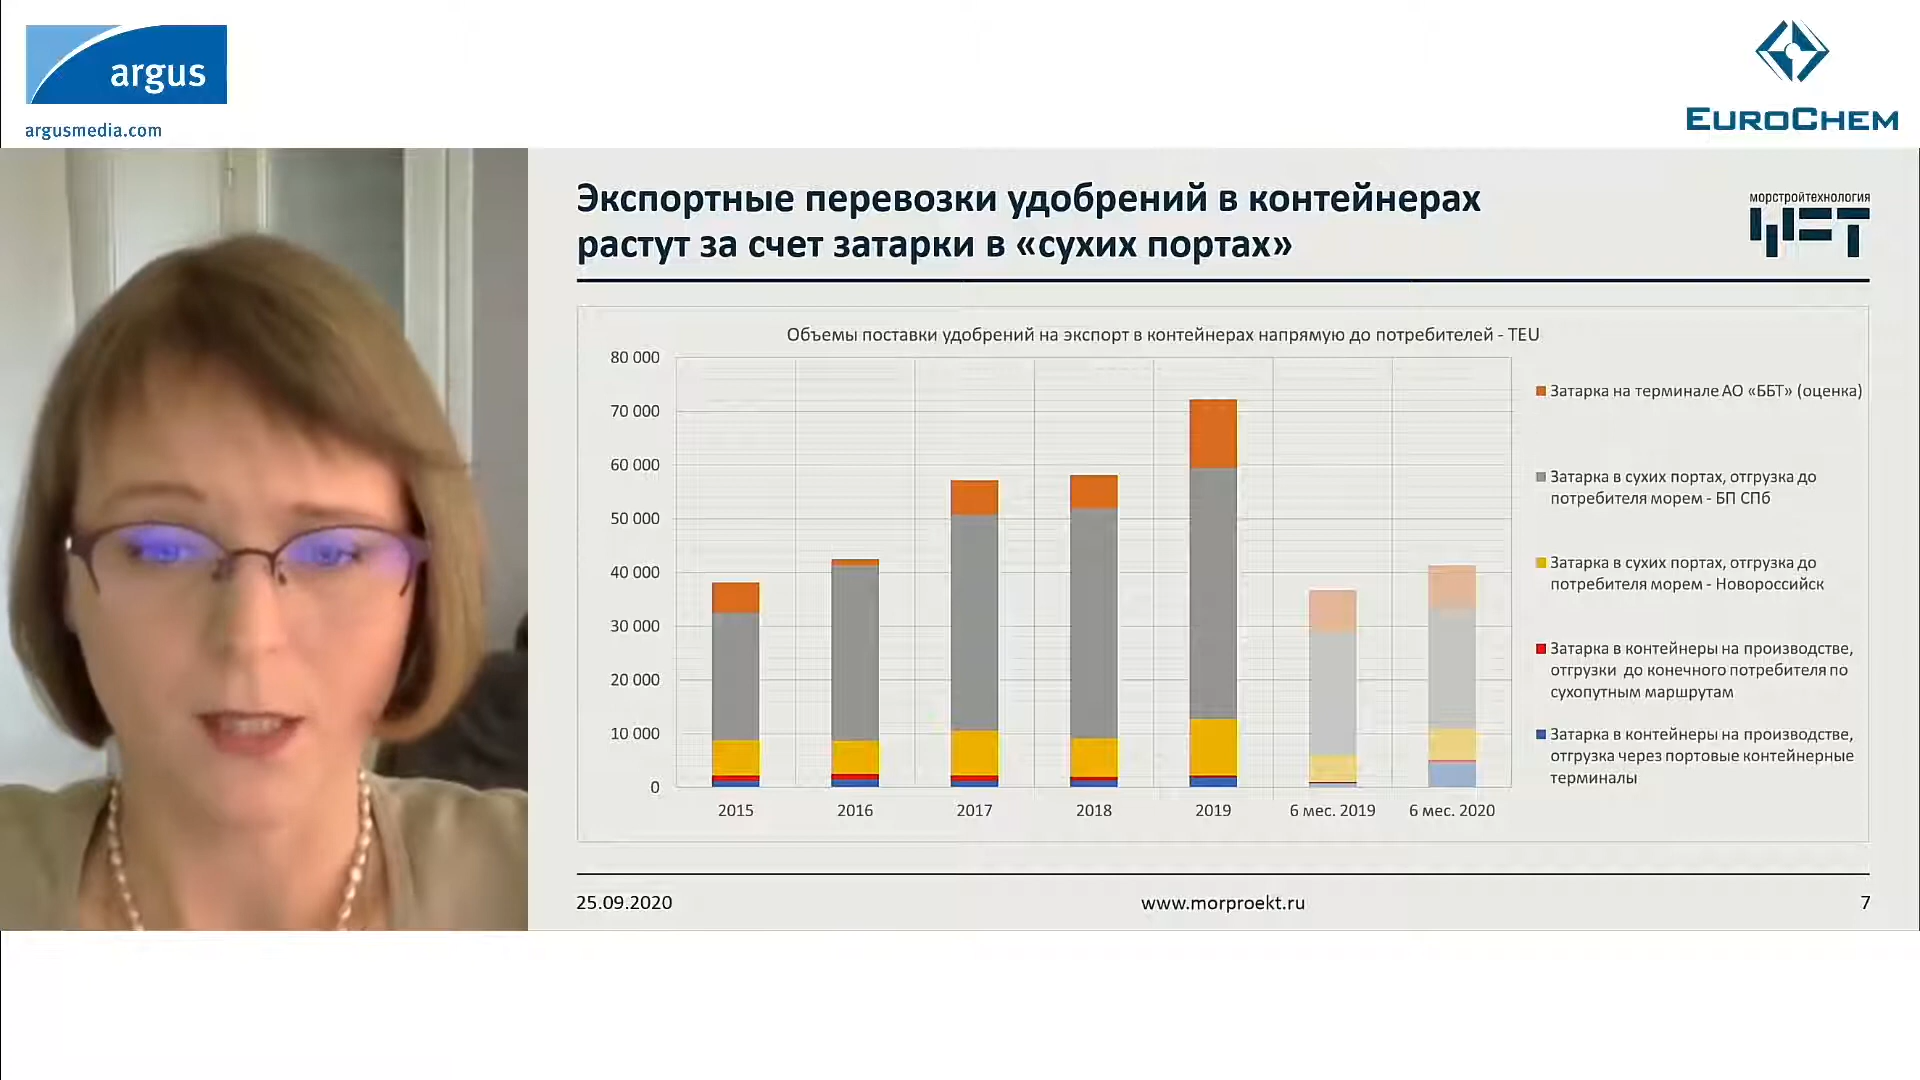 argus
argusmedia.com
EUROCHEM
Экспортные перевозки удобрений в контейнерах
растут за счет затарки в «сухих портах»
МОРСТРОЙТЕХНОЛОГИЯ
Объемы поставки удобрений на экспорт в контейнерах напрямую до потребителей - TEU
80 000
70 000
60 000
50 000
40 000
30 000
20 000
10 000
0
2015
2016
2017
2018
2019
6 мес. 2019
6 мес. 2020
Затарка на терминале АО «ББТ» (оценка)
Затарка в сухих портах, отгрузка до
потребителя морем - БП СПб
Затарка в сухих портах, отгрузка до
потребителя морем - Новороссийск
Затарка в контейнеры на производстве,
отгрузки до конечного потребителя по
сухопутным маршрутам
Затарка в контейнеры на производстве,
отгрузка через портовые контейнерные
терминалы
25.09.2020
www.morproekt.ru
7